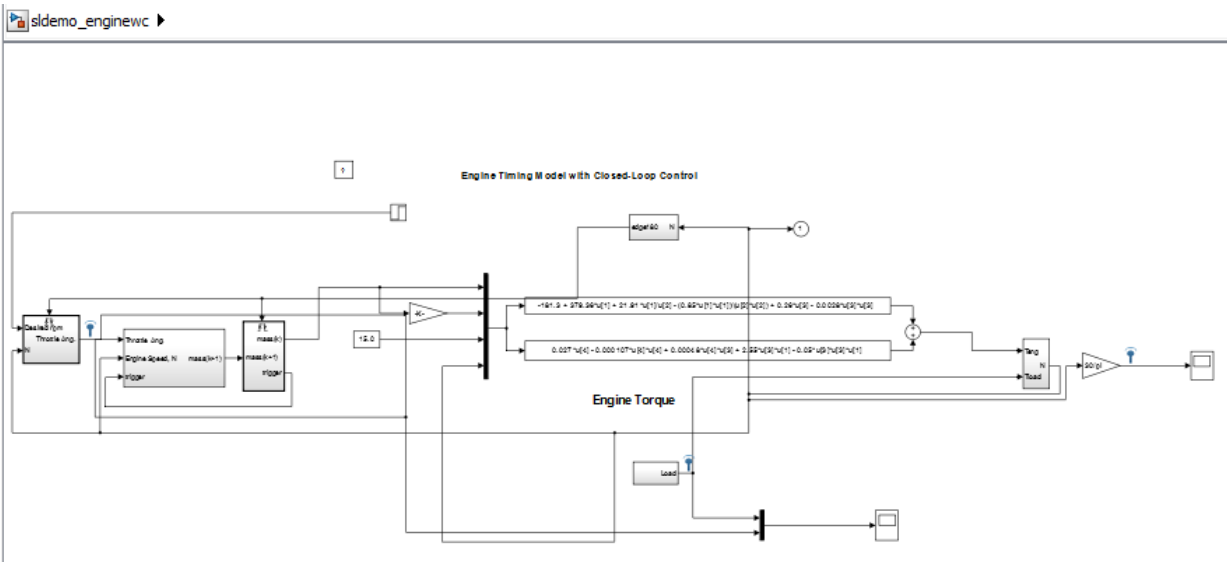 sldemo_enginewc
?
Engine Timing Model with Closed-Loop Control
edge180 N
1
Desired rpm
Throttle Ang.
N
Throttle Ang.
Engine Speed, N
mass(k+1)
trigger
mass(k)
mass(k+1)
trigger
-K-
15.0
-181.3 + 379.36*u[1] + 21.91*u[1]/u[2] - (0.85*u[1]*u[1])/(u[2]*u[2]) + 0.26*u[3] - 0.0028*u[3]*u[3]
0.027*u[4] - 0.000107*u[4]*u[4] + 0.00048*u[4]*u[3] + 2.55*u[3]*u[1] - 0.05*u[3]*u[3]*u[1]
+
+
Teng
N
Tload
30/pi
Engine Torque
Load